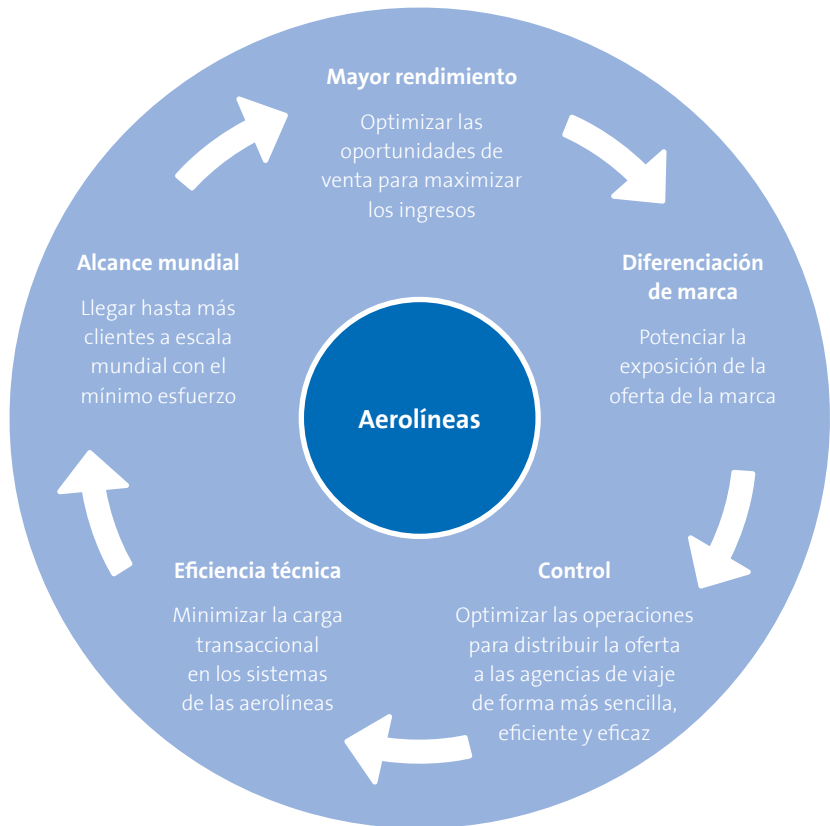 Mayor rendimiento
Optimizar las
oportunidades de
venta para maximizar
los ingresos
Diferenciación
de marca
Potenciar la
exposición de la
oferta de la marca
Control
Optimizar las operaciones
para distribuir la oferta
a las agencias de viaje
de forma más sencilla,
eficiente y eficaz
Eficiencia técnica
Minimizar la carga
transaccional
en los sistemas
de las aerolíneas
Alcance mundial
Llegar hasta más
clientes a escala
mundial con el
mínimo esfuerzo
Aerolíneas